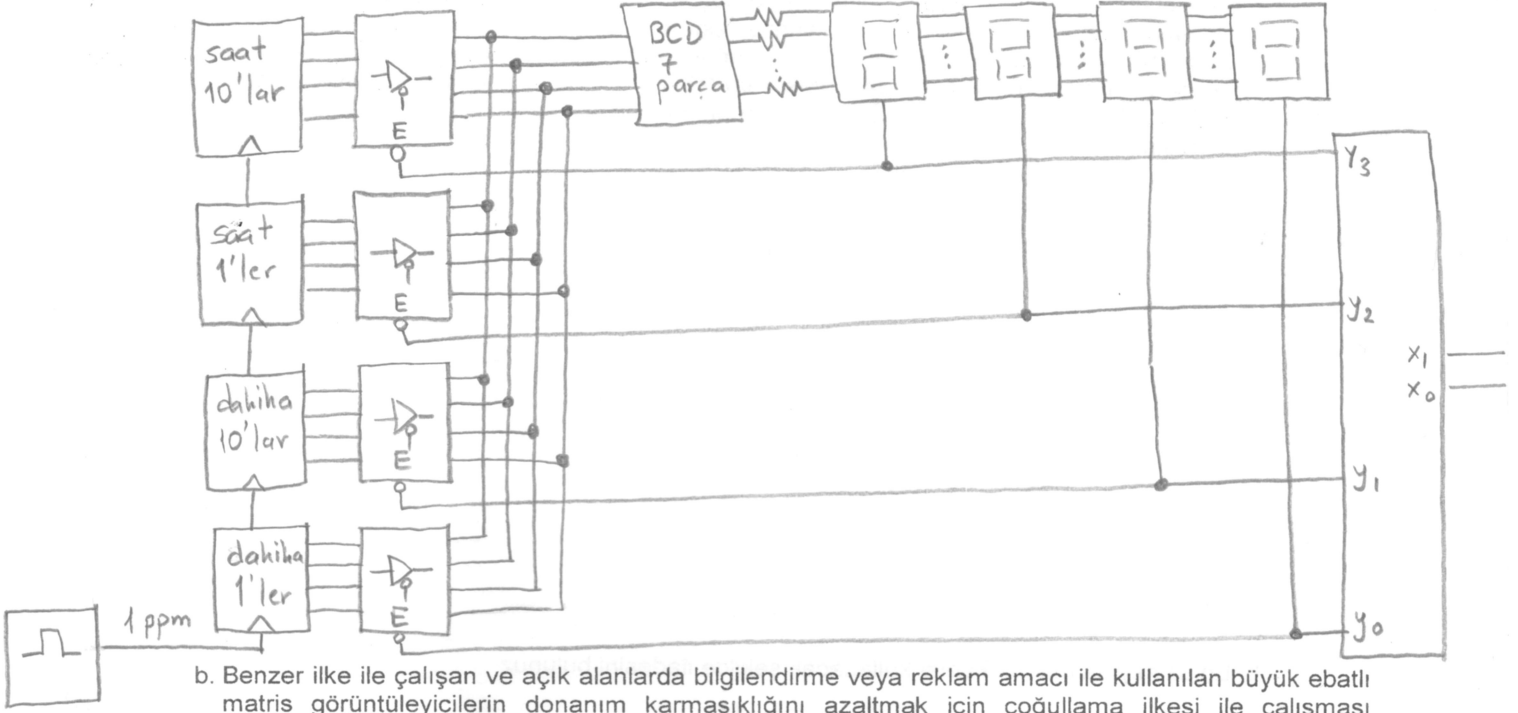 saat
10'lar
E
BCD
7
parça
Y3
saat
1'ler
E
y2
x1
x0
dahiha
10'lar
E
y1
dahiha
1'ler
E
y0
1 ppm
b. Benzer ilke ile çalışan ve açık alanlarda bilgilendirme veya reklam amacı ile kullanılan büyük ebatlı
matris görüntüleyicilerin donanım karmaşıklığını azaltmak için çoğullama ilkesi ile çalışması